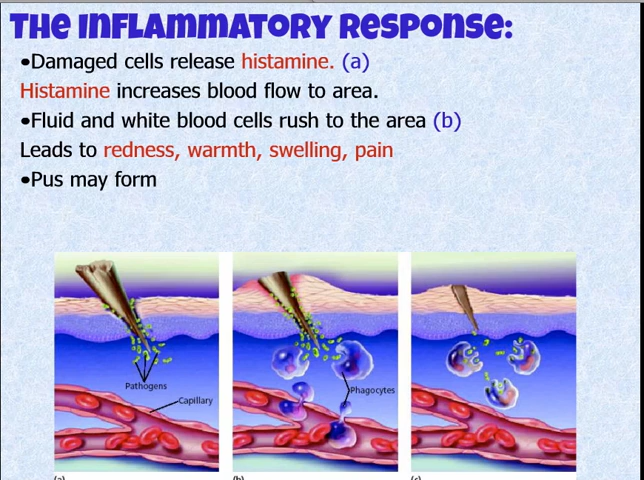 THE INFLAMMATORY RESPONSE:
•Damaged cells release histamine. (a)
Histamine increases blood flow to area.
•Fluid and white blood cells rush to the area (b)
Leads to redness, warmth, swelling, pain
•Pus may form
Pathogens
Capillary
Phagocytes
(a)
(b)
(c)